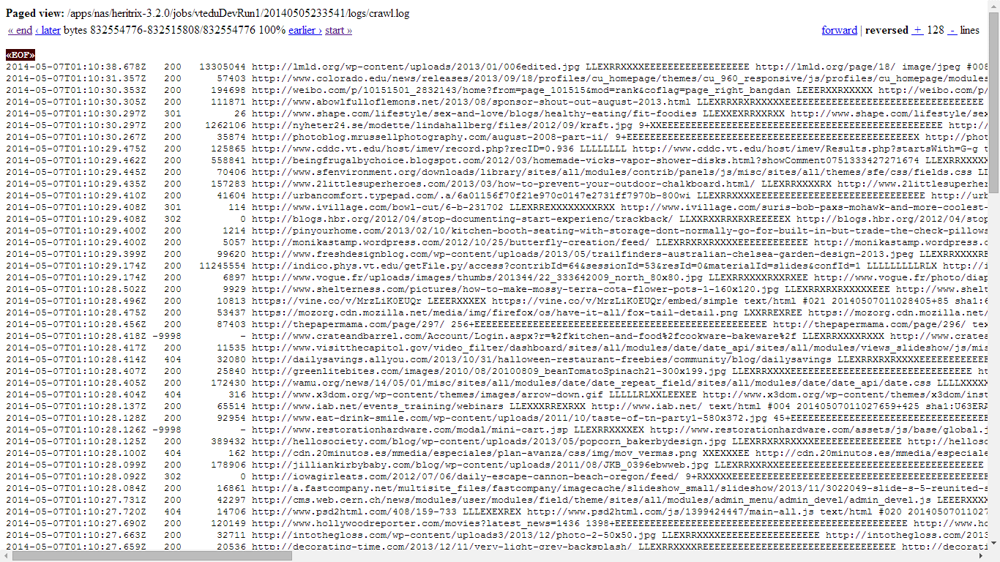 Paged view: /apps/nas/heritrix-3.2.0/jobs/vteduDevRun1/20140505233541/logs/crawl.log
« end ‹ later bytes 832554776-832515808/832554776 100% earlier › start » forward | reversed + 128 - lines
«EOF»
2014-05-07T01:10:38.678Z 200 13305044 http://lmld.org/wp-content/uploads/2013/01/006edited.jpg LLEXRRXXXXEEEEEEEEEEEEEEEEEE http://lmld.org/page/18/ image/jpeg #008
2014-05-07T01:10:31.357Z 200 57403 http://www.colorado.edu/news/releases/2013/09/18/profiles/cu_homepage/themes/cu_960_responsive/js/profiles/cu_homepage/modules
2014-05-07T01:10:30.353Z 200 194698 http://weibo.com/p/10151501_2832143/home?from=page_101515&mod=rank&coflag=page_right_bangdan LEEERXXRXXXXX http://weibo.com/p/
2014-05-07T01:10:30.305Z 200 111871 http://www.abowlfulloflemons.net/2013/08/sponsor-shout-out-august-2013.html
2014-05-07T01:10:30.297Z 301 26 http://www.shape.com/lifestyle/sex-and-love/blogs/healthy-eating/fit-foodies LLEXXEXRRXXRXX http://www.shape.com/lifestyle/sex
2014-05-07T01:10:30.297Z 200 1262106 http://nyheter24.se/modette/lindahallberg/files/2012/09/kraft.jpg http://
2014-05-07T01:10:30.267Z 200 35874 http://photoblog.mrussellphotography.com/august-2008-part-ii/ http://phot
2014-05-07T01:10:29.475Z 200 125865 http://www.cddc.vt.edu/host/imev/record.php?recID=0.936 LLLLLLLL http://www.cddc.vt.edu/host/imev/Results.php?startsWith=G-g t
2014-05-07T01:10:29.462Z 200 558841 http://beingfrugalbychoice.blogspot.com/2012/03/homemade-vicks-vapor-shower-disks.html?showComment0751333427271674 LLEXRRXXXXX
2014-05-07T01:10:29.445Z 200 70406 http://www.sfenvironment.org/downloads/library/sites/all/modules/contrib/panels/js/misc/sites/all/themes/sfe/css/fields.css LL
2014-05-07T01:10:29.435Z 200 157283 http://www.2littlesuperheroes.com/2013/03/how-to-prevent-your-outdoor-chalkboard.html/ LLEXRRXXXXRX http://www.2littlesuperhe
2014-05-07T01:10:29.410Z 200 41604 http://urbancomfort.typepad.com/.a/6a01156f70f21e970c0147e2731ff7970b-800wi http://urb
2014-05-07T01:10:29.408Z 301 114 http://www.ivillage.com/bowl-cut/6-b-231702 LLEXRREXXXXXXXXRXX http://www.ivillage.com/suris-bob-paxs-mohawk-and-more-coolest-
2014-05-07T01:10:29.408Z 302 0 http://blogs.hbr.org/2012/04/stop-documenting-start-experienc/trackback/ LLXXRXXRRXRXREEEEEX http://blogs.hbr.org/2012/04/stop
2014-05-07T01:10:29.400Z 200 1214 http://pinyourhome.com/2013/02/10/kitchen-booth-seating-with-storage-dont-normally-go-for-built-in-but-trade-the-check-pillows
2014-05-07T01:10:29.400Z 200 5057 http://monikastamp.wordpress.com/2012/10/25/butterfly-creation/feed/ LLEXRRXRXRXXXXEEEEEEEEEEEE http://monikastamp.wordpress.c
2014-05-07T01:10:29.399Z 200 99620 http://www.freshdesignblog.com/wp-content/uploads/2013/05/trailfinders-australian-chelsea-garden-design-2013.jpeg LLEXRRXXXXRE
2014-05-07T01:10:29.174Z 200 11245554 http://indico.phys.vt.edu/getFile.py/access?contribId=64&sessionId=53&resId=0&materialId=slides&confId=1 LLLLLLLLLRLX http://i
2014-05-07T01:10:29.174Z 200 6897 http://www.vogue.fr/uploads/images/thumbs/201344/22_333642009_north_80x80.jpg LLEXRRXXXXRXXRXEE http://www.vogue.fr/photo/diap
2014-05-07T01:10:28.502Z 200 9929 http://www.shelterness.com/pictures/how-to-make-mossy-terra-cota-flower-pots-1-160x120.jpg LLEXRRXRXRXXXXXEEE http://www.shelt
2014-05-07T01:10:28.496Z 200 10813 https://vine.co/v/MrzLiK0EUQr LEEERXXXEX https://vine.co/v/MrzLiK0EUQr/embed/simple text/html #021 20140507011028405+85 sha1:6
2014-05-07T01:10:28.475Z 200 53437 https://mozorg.cdn.mozilla.net/media/img/firefox/os/have-it-all/fox-tail-detail.png LXXRREXREE https://mozorg.cdn.mozilla.net/
2014-05-07T01:10:28.456Z 200 87403 http://thepapermama.com/page/297/ http://thepapermama.com/page/296/ tex
2014-05-07T01:10:28.418Z -9998 - http://www.crateandbarrel.com/Account/Login.aspx?r=%2fkitchen-and-food%2fcookware-bakeware%2f LLEXRRXXXXRXXX http://www.crate
2014-05-07T01:10:28.417Z 200 11535 http://www.visitthecapitol.gov/video_filter/dashboard/sites/all/modules/date/date_api/sites/all/modules/views_slideshow/js/mis
2014-05-07T01:10:28.414Z 404 32080 http://dailysavings.allyou.com/2013/10/31/halloween-restaurant-freebies/community/blog/dailysavings
2014-05-07T01:10:28.407Z 200 25840 http://greenlitebites.com/images/2010/08/20100809_beanTomatoSpinach21-300x199.jpg htt
2014-05-07T01:10:28.405Z 200 172430 http://wamu.org/news/14/05/01/misc/sites/all/modules/date/date_repeat_field/sites/all/modules/date/date_api/date.css LLLLXXXXX
2014-05-07T01:10:28.404Z 404 316 http://www.x3dom.org/wp-content/themes/images/arrow-down.gif LLLLLRLXXLEEXEE http://www.x3dom.org/wp-content/themes/x3dom/inst
2014-05-07T01:10:28.137Z 200 65514 http://www.iab.net/events_training/webinars LLEXXXRREXRXX http://www.iab.net/ text/html #004 20140507011027659+425 sha1:U63ERA
2014-05-07T01:10:28.128Z 200 92954 http://www.eat-drink-smile.com/wp-content/uploads/2011/10/taste-of-tn-party1-580x372.jpg
2014-05-07T01:10:28.126Z -9998 - http://www.restorationhardware.com/modal/mini-cart.jsp LLEXRRXXXXEX http://www.restorationhardware.com/assets/js/base/global.j
2014-05-07T01:10:28.125Z 200 389432 http://hellosociety.com/blog/wp-content/uploads/2013/05/popcorn_bakerbydesign.jpg http://hellosoc
2014-05-07T01:10:28.100Z 404 162 http://cdn.20minutos.es/mmedia/especiales/plan-avanza/css/img/mov_vermas.png XXEXXXEE http://cdn.20minutos.es/mmedia/especiale
2014-05-07T01:10:28.099Z 200 178906 http://jilliankirbybaby.com/blog/wp-content/uploads/2011/08/JKB_0396ebwweb.jpg
2014-05-07T01:10:28.092Z 302 0 http://iowagirleats.com/2012/07/06/daily-escape-cannon-beach-oregon/feed/
2014-05-07T01:10:28.084Z 200 16861 http://a.fastcompany.net/multisite_files/fastcompany/imagecache/slideshow_small/slideshow/2013/11/3022049-slide-s-5-reunited-s
2014-05-07T01:10:27.731Z 200 42297 http://cms.web.cern.ch/news/modules/user/modules/field/theme/sites/all/modules/admin_menu/admin_devel/admin_devel.js LEEERXXXX
2014-05-07T01:10:27.720Z 404 14706 http://www.psd2html.com/408/159-733 LLLEXEXREX http://www.psd2html.com/js/1399424447/main-all.js text/html #020 20140507011027
2014-05-07T01:10:27.690Z 200 120149 http://www.hollywoodreporter.com/movies?latest_news=1436 http://www.ho
2014-05-07T01:10:27.663Z 200 32711 http://intothegloss.com/wp-content/uploads3/2013/12/photo-2-50x50.jpg http://intothegloss.c
2014-05-07T01:10:27.659Z 200 20536 http://decorating-time.com/2013/12/11/very-light-grey-backsplash/ http://decorati